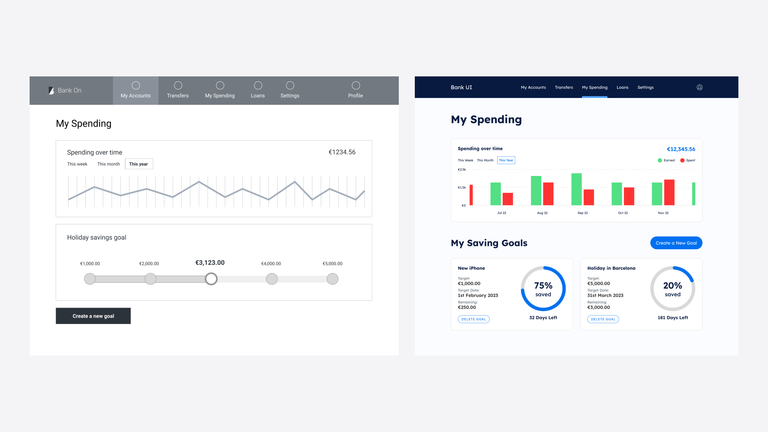 Bank On
My Accounts
Transfers
My Spending
Loans
Settings
Profile
My Spending
Spending over time
€1234.56
This week
This month
This year
Holiday savings goal
€1,000.00
€2,000.00
€3,123.00
€4,000.00
€5,000.00
Create a new goal
Bank UI
My Accounts
Transfers
My Spending
Loans
Settings
My Spending
Spending over time
€12,345.56
This Week
This Month
This Year
Earned
Spent
€0
Jul 22
Aug 22
Sep 22
Oct 22
Nov 22
My Saving Goals
Create a New Goal
New iPhone
Target:
€1,000.00
Target Date:
1st February 2023
Remaining:
€250.00
DELETE GOAL
75%
saved
32 Days Left
Holiday in Barcelona
Target:
€5,000.00
Target Date:
31st March 2023
Remaining:
€3,000.00
DELETE GOAL
20%
saved
181 Days Left